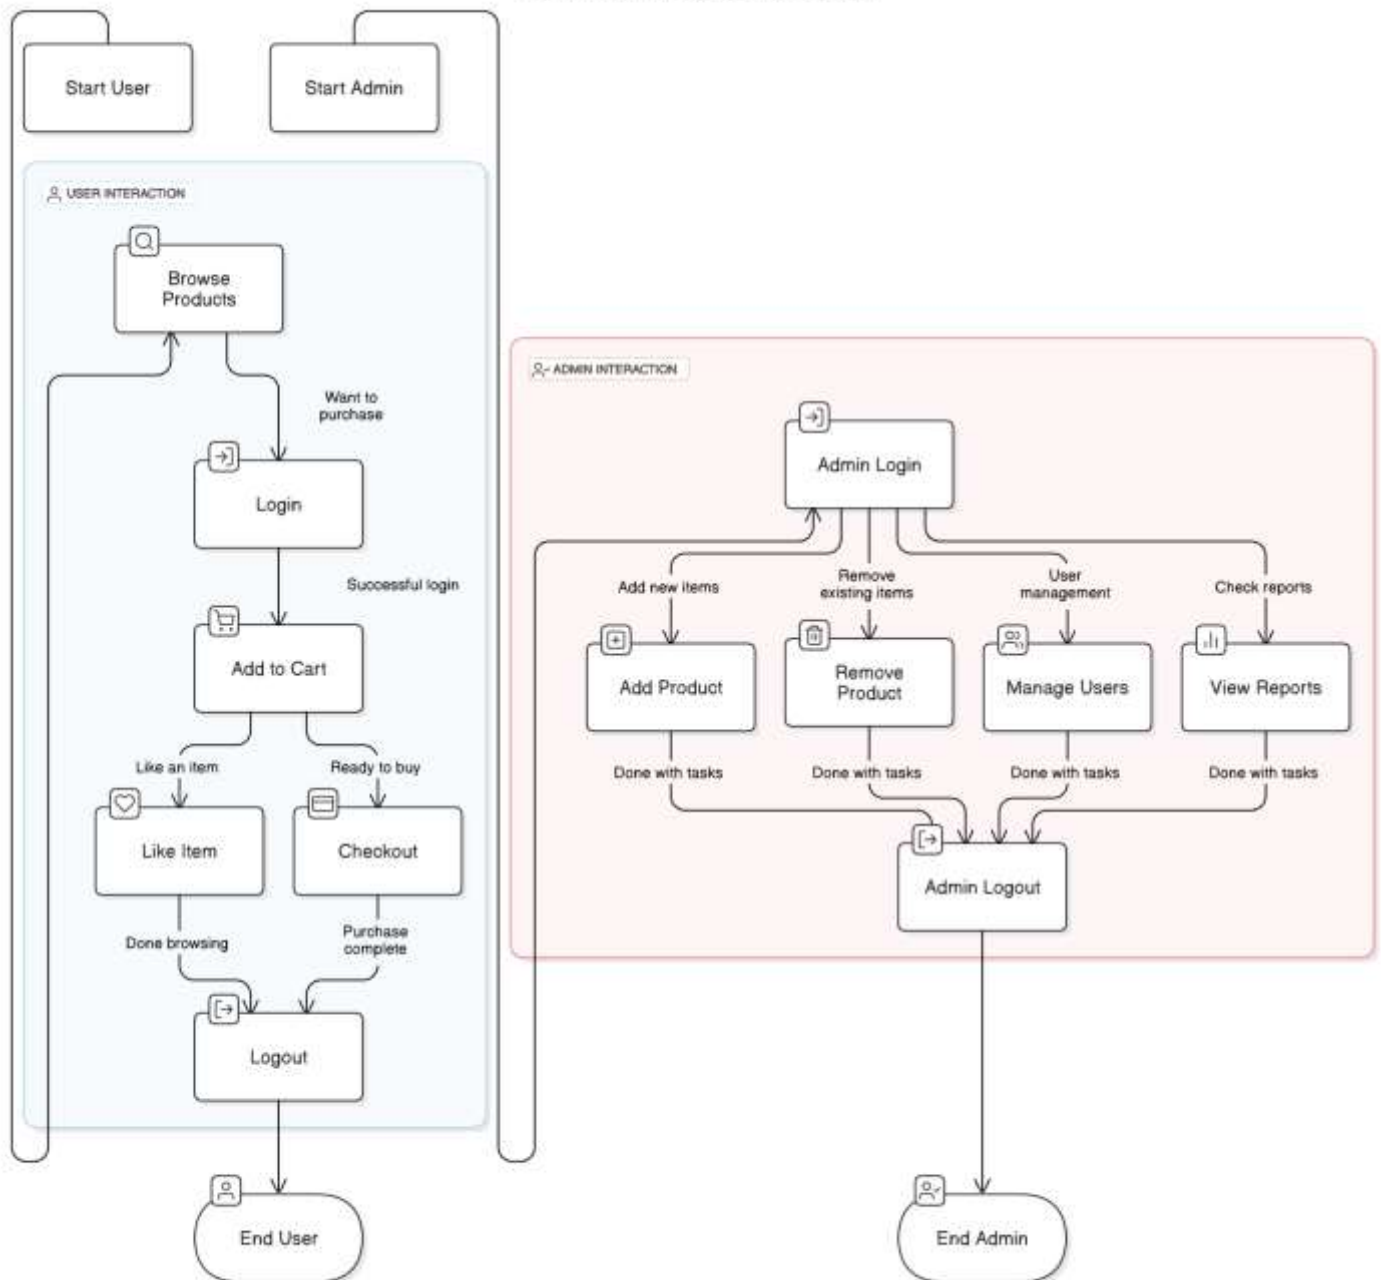 Start User
Start Admin
USER INTERACTION
Browse
Products
Want to
purchase
Login
Successful login
Add to Cart
Like an item
Ready to buy
Like Item
Checkout
Done browsing
Purchase
complete
Logout
End User
ADMIN INTERACTION
Admin Login
Add new items
Remove
existing items
User
management
Check reports
Add Product
Remove
Product
Manage Users
View Reports
Done with tasks
Done with tasks
Done with tasks
Done with tasks
Admin Logout
End Admin